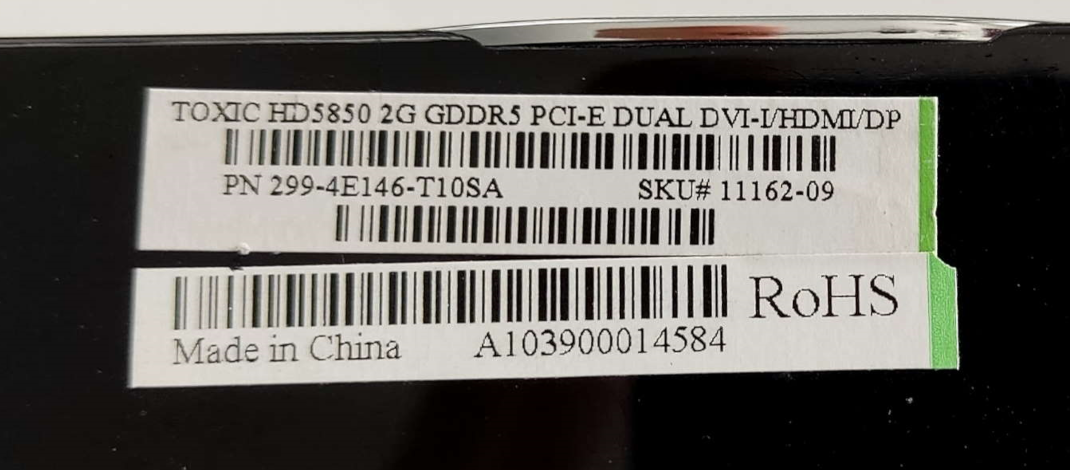 TOXIC HD5850 2G GDDR5 PCI-E DUAL DVI-I/HDMI/DP
PN 299-4E146-T10SA SKU# 11162-09
RoHS
Made in China A103900014584